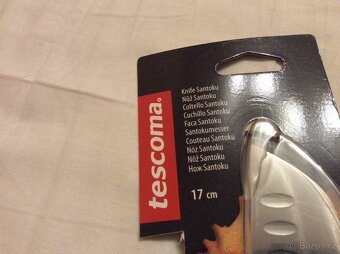 tescoma®
Knife Santoku
Nůž Santoku
Coltello Santoku
Cuchillo Santoku
Faca Santoku
Santokumesser
Couteau Santoku
Nóż Santoku
Nôž Santoku
Нож Santoku
17 cm